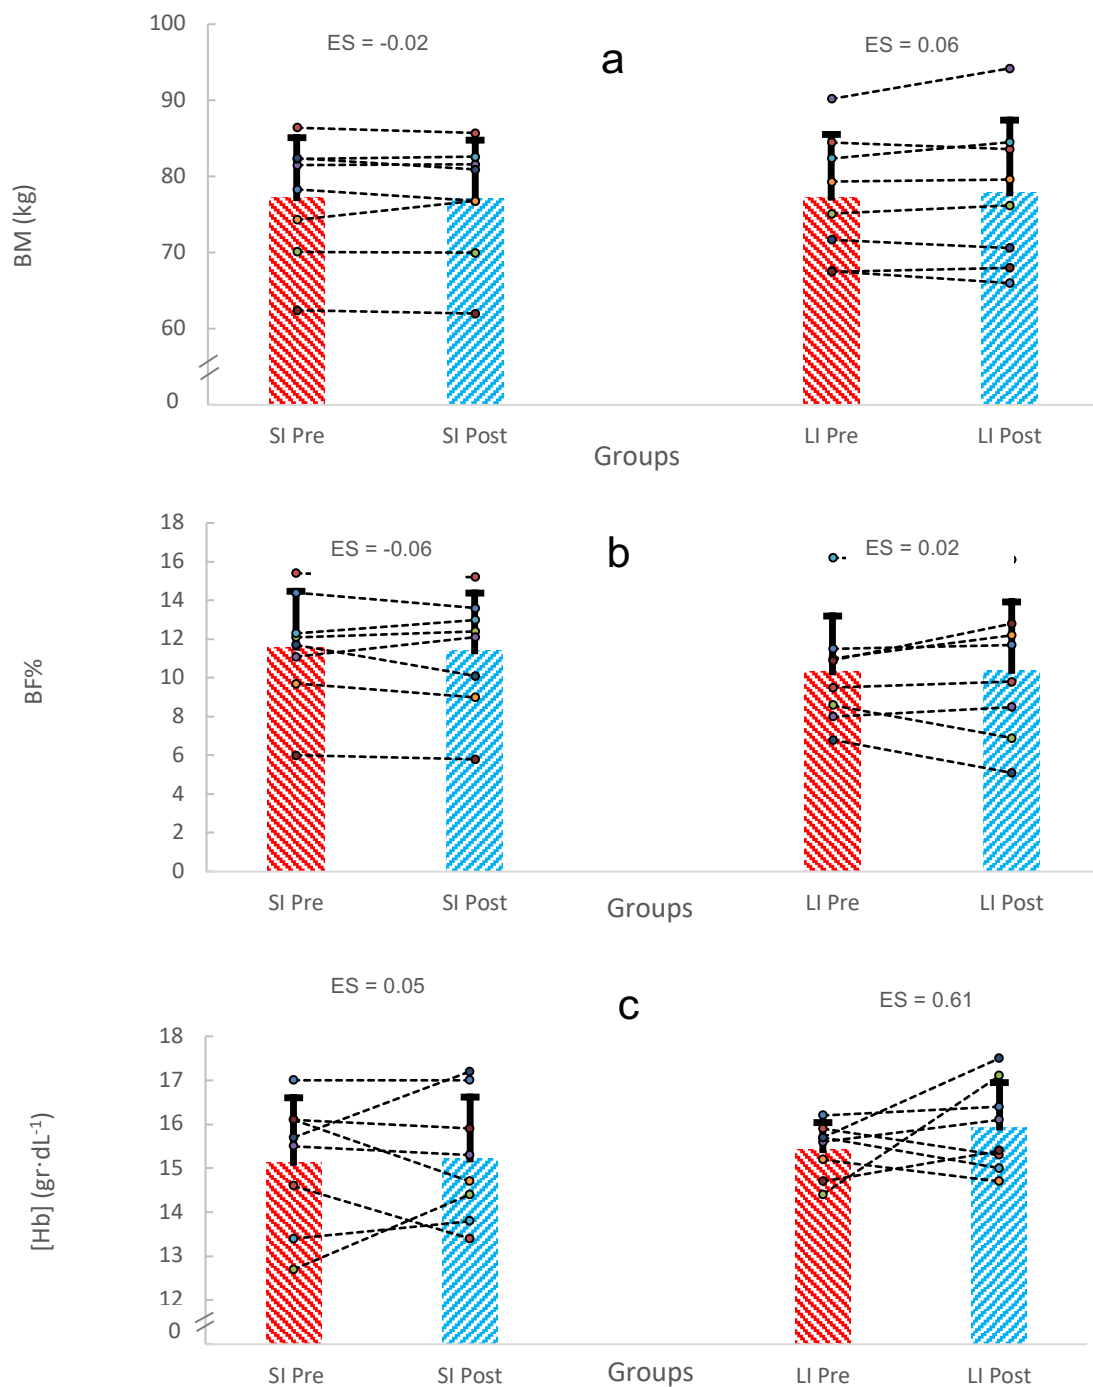 100
ES = -0.02
a
ES = 0.06
90
80
BM (kg)
70
60
0
SI Pre
SI Post
LI Pre
LI Post
Groups
18
ES = -0.06
b
ES = 0.02
16
14
12
10
BF%
8
6
4
2
0
SI Pre
SI Post
LI Pre
LI Post
Groups
ES = 0.05
c
ES = 0.61
18
17
16
15
[Hb] (gr·dL-1)
14
13
12
0
SI Pre
SI Post
LI Pre
LI Post
Groups